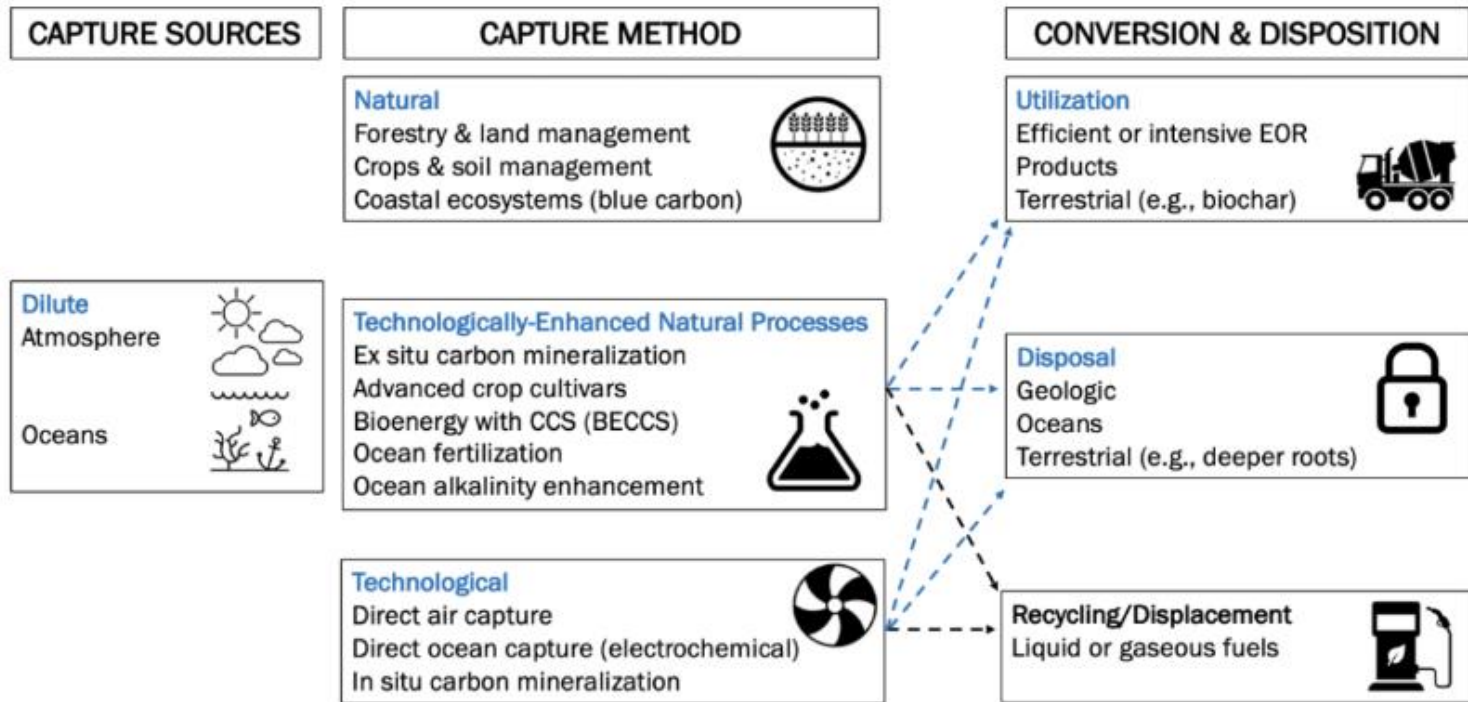 CAPTURE SOURCES
CAPTURE METHOD
CONVERSION & DISPOSITION
Dilute
Atmosphere
Oceans
Natural
Forestry & land management
Crops & soil management
Coastal ecosystems (blue carbon)
Technologically-Enhanced Natural Processes
Ex situ carbon mineralization
Advanced crop cultivars
Bioenergy with CCS (BECCS)
Ocean fertilization
Ocean alkalinity enhancement
Technological
Direct air capture
Direct ocean capture (electrochemical)
In situ carbon mineralization
Utilization
Efficient or intensive EOR
Products
Terrestrial (e.g., biochar)
Disposal
Geologic
Oceans
Terrestrial (e.g., deeper roots)
Recycling/Displacement
Liquid or gaseous fuels